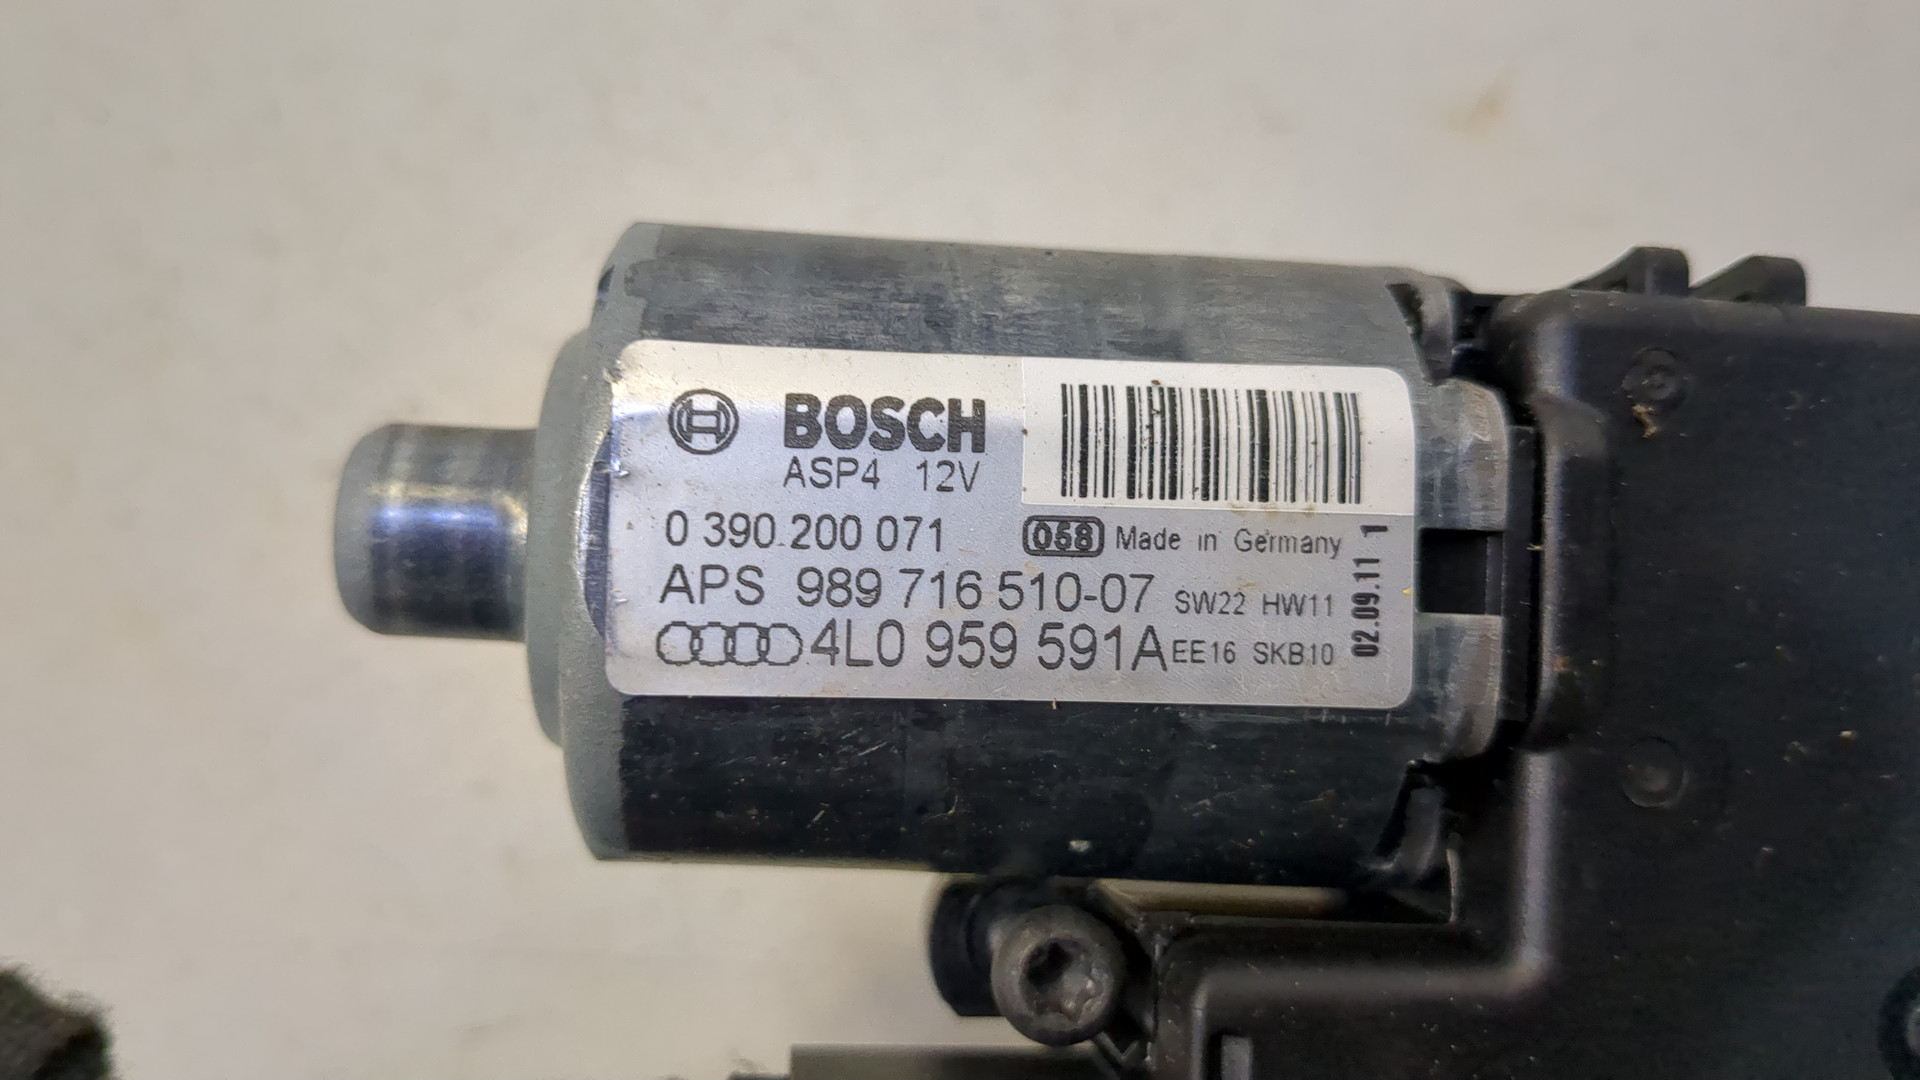 BOSCH
ASP4 12V
0 390 200 071
058 Made in Germany
APS 989 716 510-07 SW22 HW11
4L0 959 591A EE16 SKB10
02.09.11 1